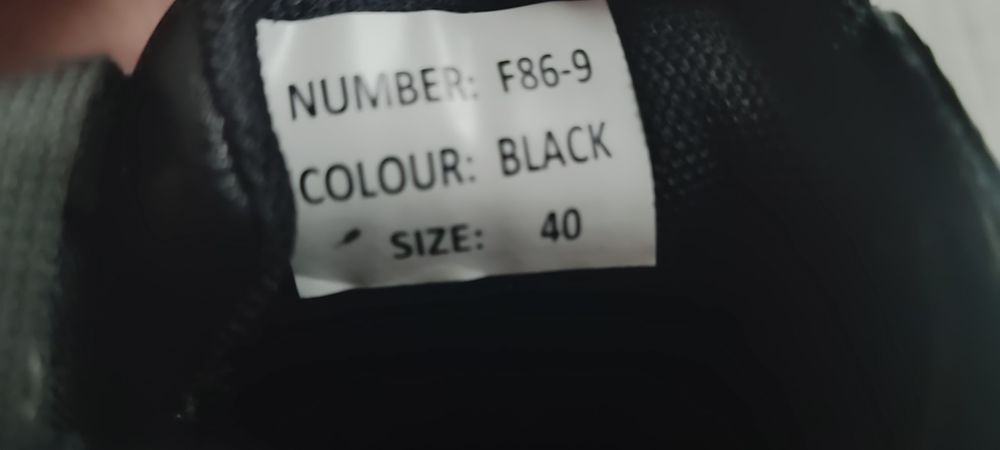 NUMBER: F86-9
COLOUR: BLACK
SIZE: 40